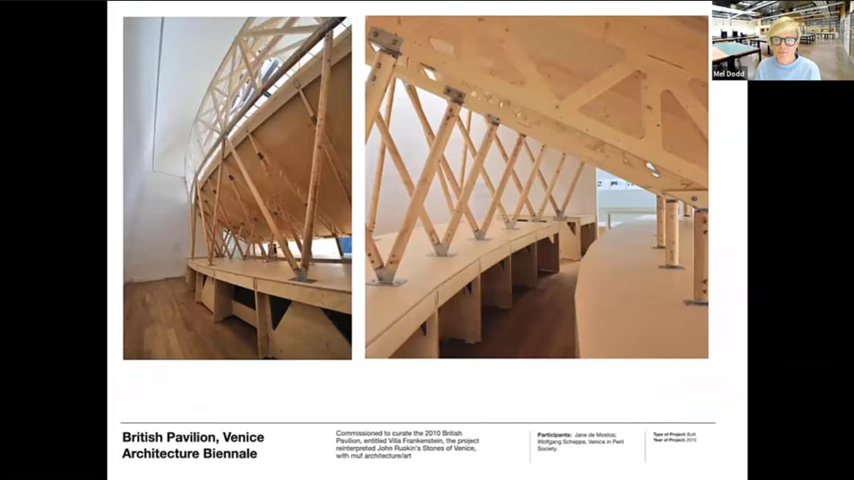 Mel Dodd
British Pavilion, Venice
Architecture Biennale
Commissioned to curate the 2010 British
Pavilion, entitled Villa Frankenstein, the project
reinterpreted John Ruskin's Stones of Venice,
with muf architecture/art
Participants: Jane de Mosto;
Wolfgang Scheppe, Venice in Peril
Society.
Type of Project: Built
Year of Project: 2010